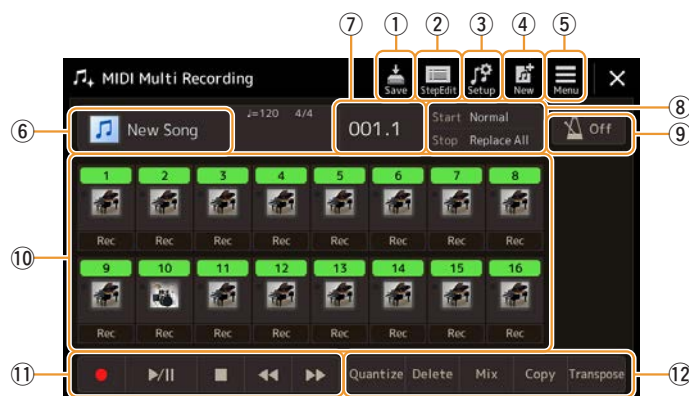 ⑦ ① ② ③ ④ ⑤
MIDI Multi Recording
Save StepEdit Setup New Menu
⑧
⑥ New Song
♩=120 4/4
001.1
Start Normal
Stop Replace All
Off
⑨
1 2 3 4 5 6 7 8
Rec Rec Rec Rec Rec Rec Rec Rec
⑩
9 10 11 12 13 14 15 16
Rec Rec Rec Rec Rec Rec Rec Rec
⑪ Quantize Delete Mix Copy Transpose ⑫